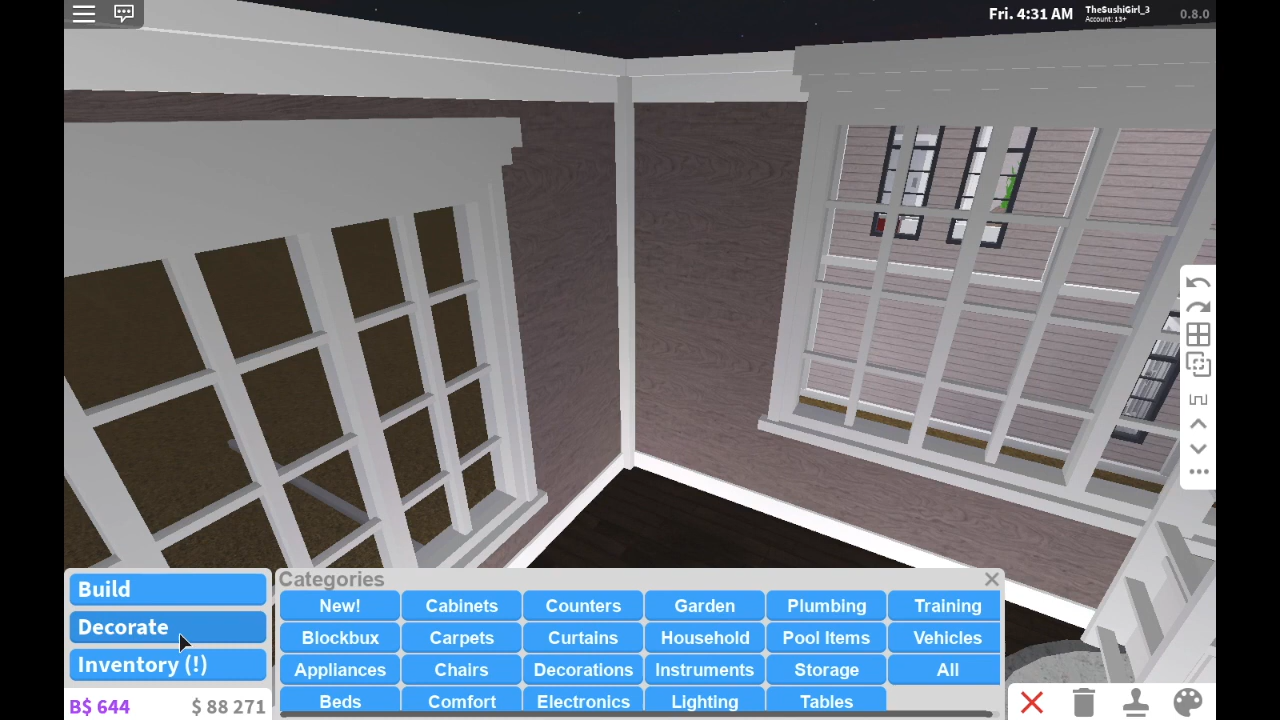 Fri. 4:31 AM
TheSushiGirl_3
Account: 13+
0.8.0
Build
Decorate
Inventory (!)
B$ 644
$ 88 271
Categories
New!
Cabinets
Counters
Garden
Plumbing
Training
Blockbux
Carpets
Curtains
Household
Pool Items
Vehicles
Appliances
Chairs
Decorations
Instruments
Storage
All
Beds
Comfort
Electronics
Lighting
Tables